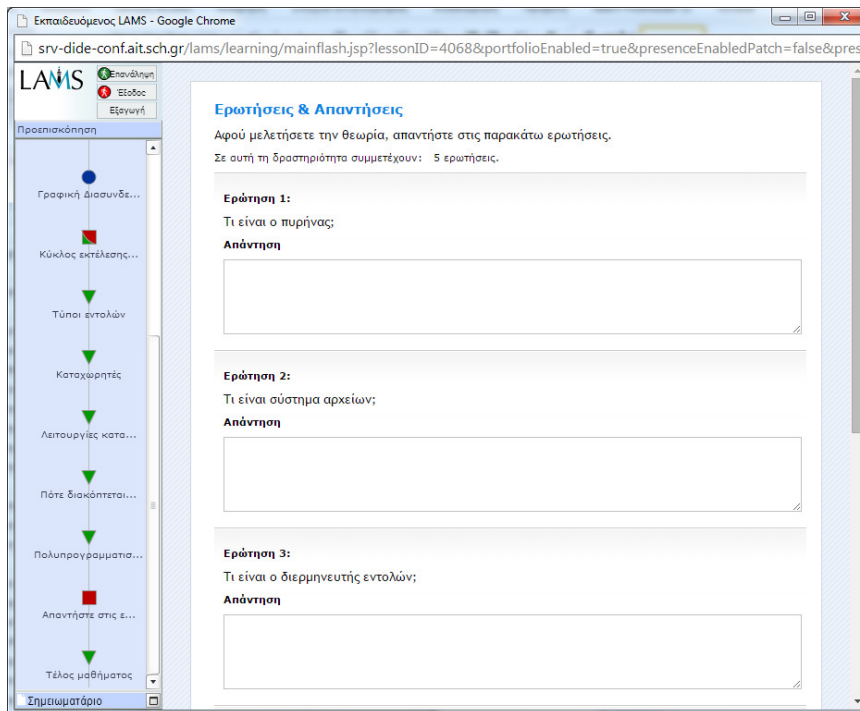 Εκπαιδευόμενος LAMS - Google Chrome
srv-dide-conf.ait.sch.gr/lams/learning/mainflash.jsp?lessonID=4068&portfolioEnabled=true&presenceEnabledPatch=false&pres
LAMS
Επανάληψη
Έξοδος
Εξαγωγή
Προεπισκόπηση
Γραφική Διασυνδε...
Κύκλος εκτέλεσης...
Τύποι εντολών
Καταχωρητές
Λειτουργίες κατα...
Πότε διακόπτεται...
Πολυπρογραμματισ...
Απαντήστε στις ε...
Τέλος μαθήματος
Σημειωματάριο
Ερωτήσεις & Απαντήσεις
Αφού μελετήσετε την θεωρία, απαντήστε στις παρακάτω ερωτήσεις.
Σε αυτή τη δραστηριότητα συμμετέχουν: 5 ερωτήσεις.
Ερώτηση 1:
Τι είναι ο πυρήνας;
Απάντηση
Ερώτηση 2:
Τι είναι σύστημα αρχείων;
Απάντηση
Ερώτηση 3:
Τι είναι ο διερμηνευτής εντολών;
Απάντηση